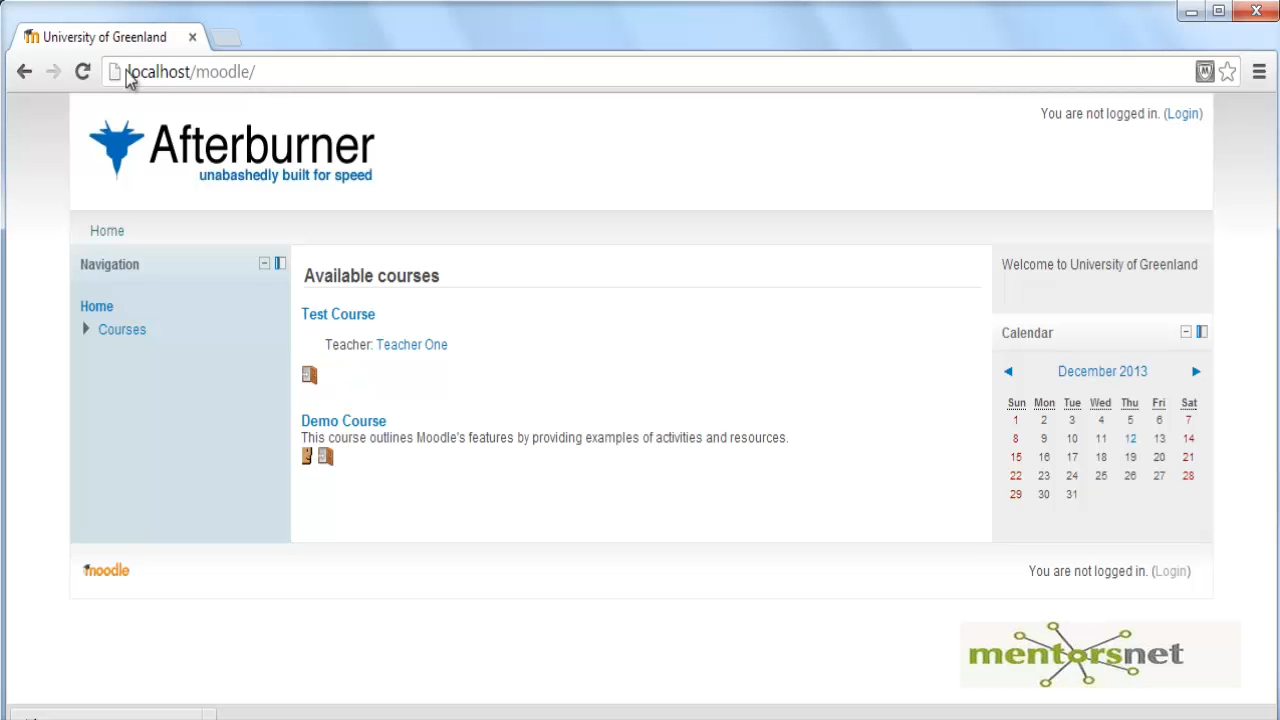 University of Greenland
localhost/moodle/
You are not logged in. (Login)
Afterburner
unabashedly built for speed
Home
Navigation
Home
Courses
Available courses
Test Course
Teacher: Teacher One
Demo Course
This course outlines Moodle's features by providing examples of activities and resources.
Welcome to University of Greenland
Calendar
December 2013
Sun Mon Tue Wed Thu Fri Sat
1 2 3 4 5 6 7
8 9 10 11 12 13 14
15 16 17 18 19 20 21
22 23 24 25 26 27 28
29 30 31
moodle
You are not logged in. (Login)
mentorsnet